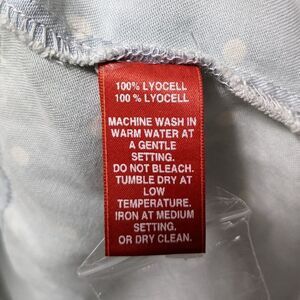 100% LYOCELL
100 % LYOCELL
MACHINE WASH IN
WARM WATER AT
A GENTLE
SETTING.
DO NOT BLEACH.
TUMBLE DRY AT
LOW
TEMPERATURE.
IRON AT MEDIUM
SETTING.
OR DRY CLEAN.